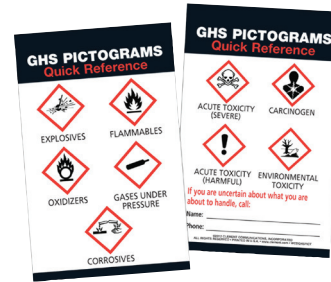 GHS PICTOGRAMS
Quick Reference
EXPLOSIVES
FLAMMABLES
OXIDIZERS
GASES UNDER
PRESSURE
CORROSIVES
GHS PICTOGRAMS
Quick Reference
ACUTE TOXICITY
(SEVERE)
CARCINOGEN
ACUTE TOXICITY
(HARMFUL)
ENVIRONMENTAL
TOXICITY
If you are uncertain about what you are
about to handle, call:
Name:
Phone: